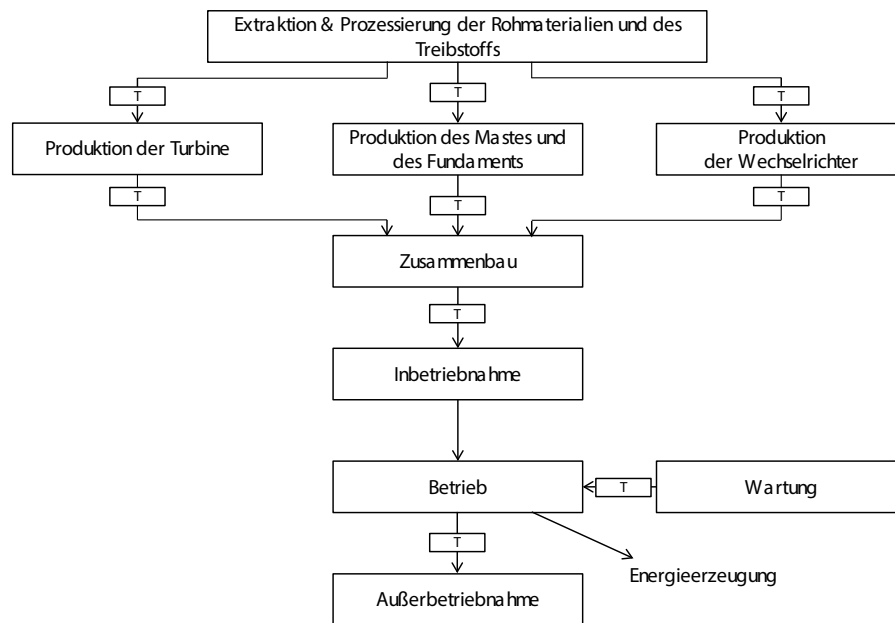 Extraktion & Prozessierung der Rohmaterialien und des
Treibstoffs
T
T
T
Produktion der Turbine
Produktion des Mastes und
des Fundaments
Produktion
der Wechselrichter
T
T
T
Zusammenbau
T
Inbetriebnahme
Betrieb
T
Wartung
T
Energieerzeugung
Außerbetriebnahme